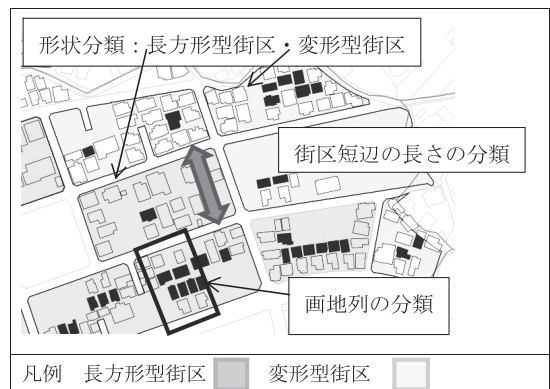 形状分類：長方形型街区・変形型街区
街区短辺の長さの分類
画地列の分類
凡例　長方形型街区　変形型街区